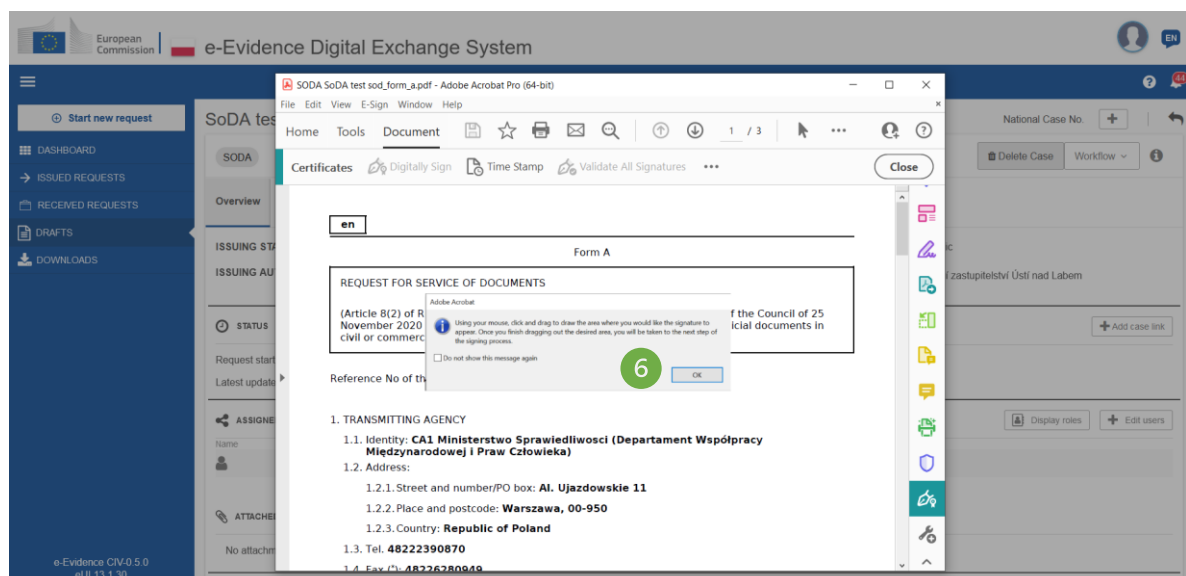 European
Commission
e-Evidence Digital Exchange System
EN
SODA SoDA test sod_form_a.pdf - Adobe Acrobat Pro (64-bit)
File Edit View E-Sign Window Help
44
Start new request
SoDA tes
National Case No.
Home Tools Document 1 / 3
DASHBOARD
SODA
Delete Case
Workflow
ISSUED REQUESTS
Certificates Digitally Sign Time Stamp Validate All Signatures Close
RECEIVED REQUESTS
Overview
DRAFTS
en
DOWNLOADS
ISSUING STA
ic
Form A
ISSUING AU
í zastupitelství Ústí nad Labem
REQUEST FOR SERVICE OF DOCUMENTS
Adobe Acrobat
(Article 8(2) of R
f the Council of 25
November 2020
icial documents in
civil or commerc
Using your mouse, click and drag to draw the area where you would like the signature to
appear. Once you finish dragging out the desired area, you will be taken to the next step of
the signing process.
Do not show this message again
6
OK
STATUS
Add case link
Request start
Latest update
Reference No of th
ASSIGNE
Display roles
Edit users
Name
1. TRANSMITTING AGENCY
1.1. Identity: CA1 Ministerstwo Sprawiedliwosci (Departament Współpracy
Międzynarodowej i Praw Człowieka)
1.2. Address:
1.2.1. Street and number/PO box: Al. Ujazdowskie 11
1.2.2. Place and postcode: Warszawa, 00-950
ATTACHE
1.2.3. Country: Republic of Poland
No attachm
1.3. Tel. 48222390870
1.4. Fax (*): 48226280949
e-Evidence CIV-0.5.0
eUI 13.1.30